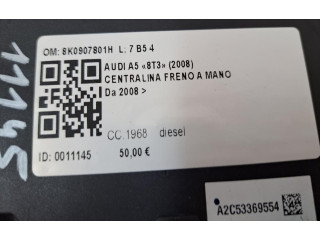 OM: 8K0907801H L: 7 B5 4
AUDI A5 «8T3» (2008)
CENTRALINA FRENO A MANO
Da 2008 >
CC 1968 diesel
ID: 0011145
50,00 €
11145
A2C53369554